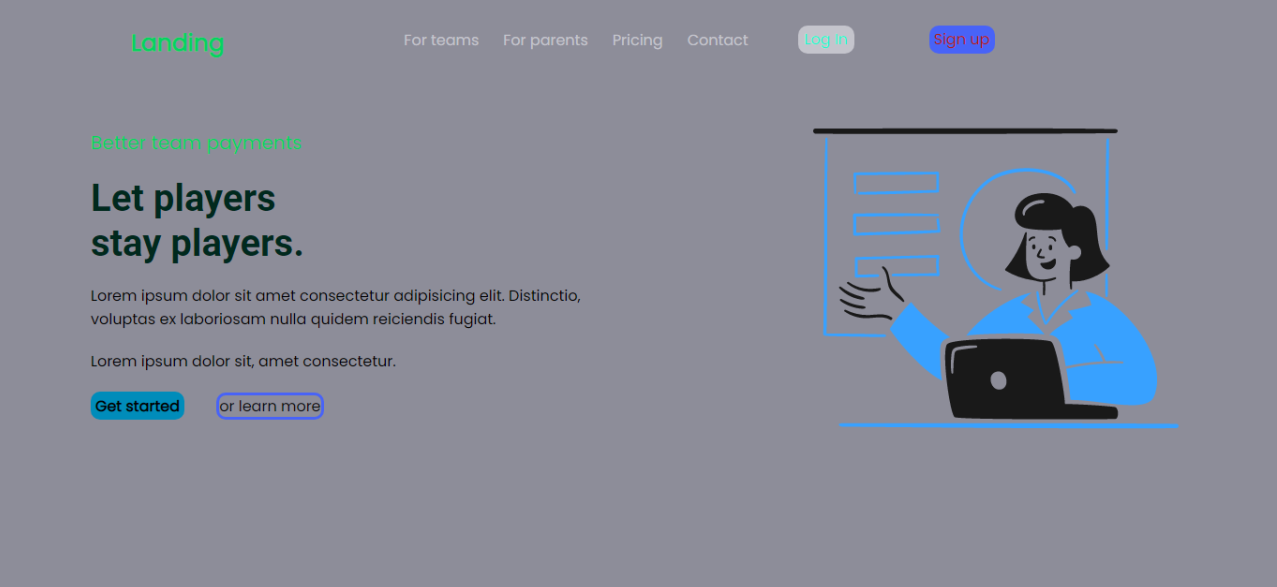 Landing
For teams
For parents
Pricing
Contact
Log in
Sign up
Better team payments
Let players
stay players.
Lorem ipsum dolor sit amet consectetur adipisicing elit. Distinctio,
voluptas ex laboriosam nulla quidem reiciendis fugiat.
Lorem ipsum dolor sit, amet consectetur.
Get started
or learn more